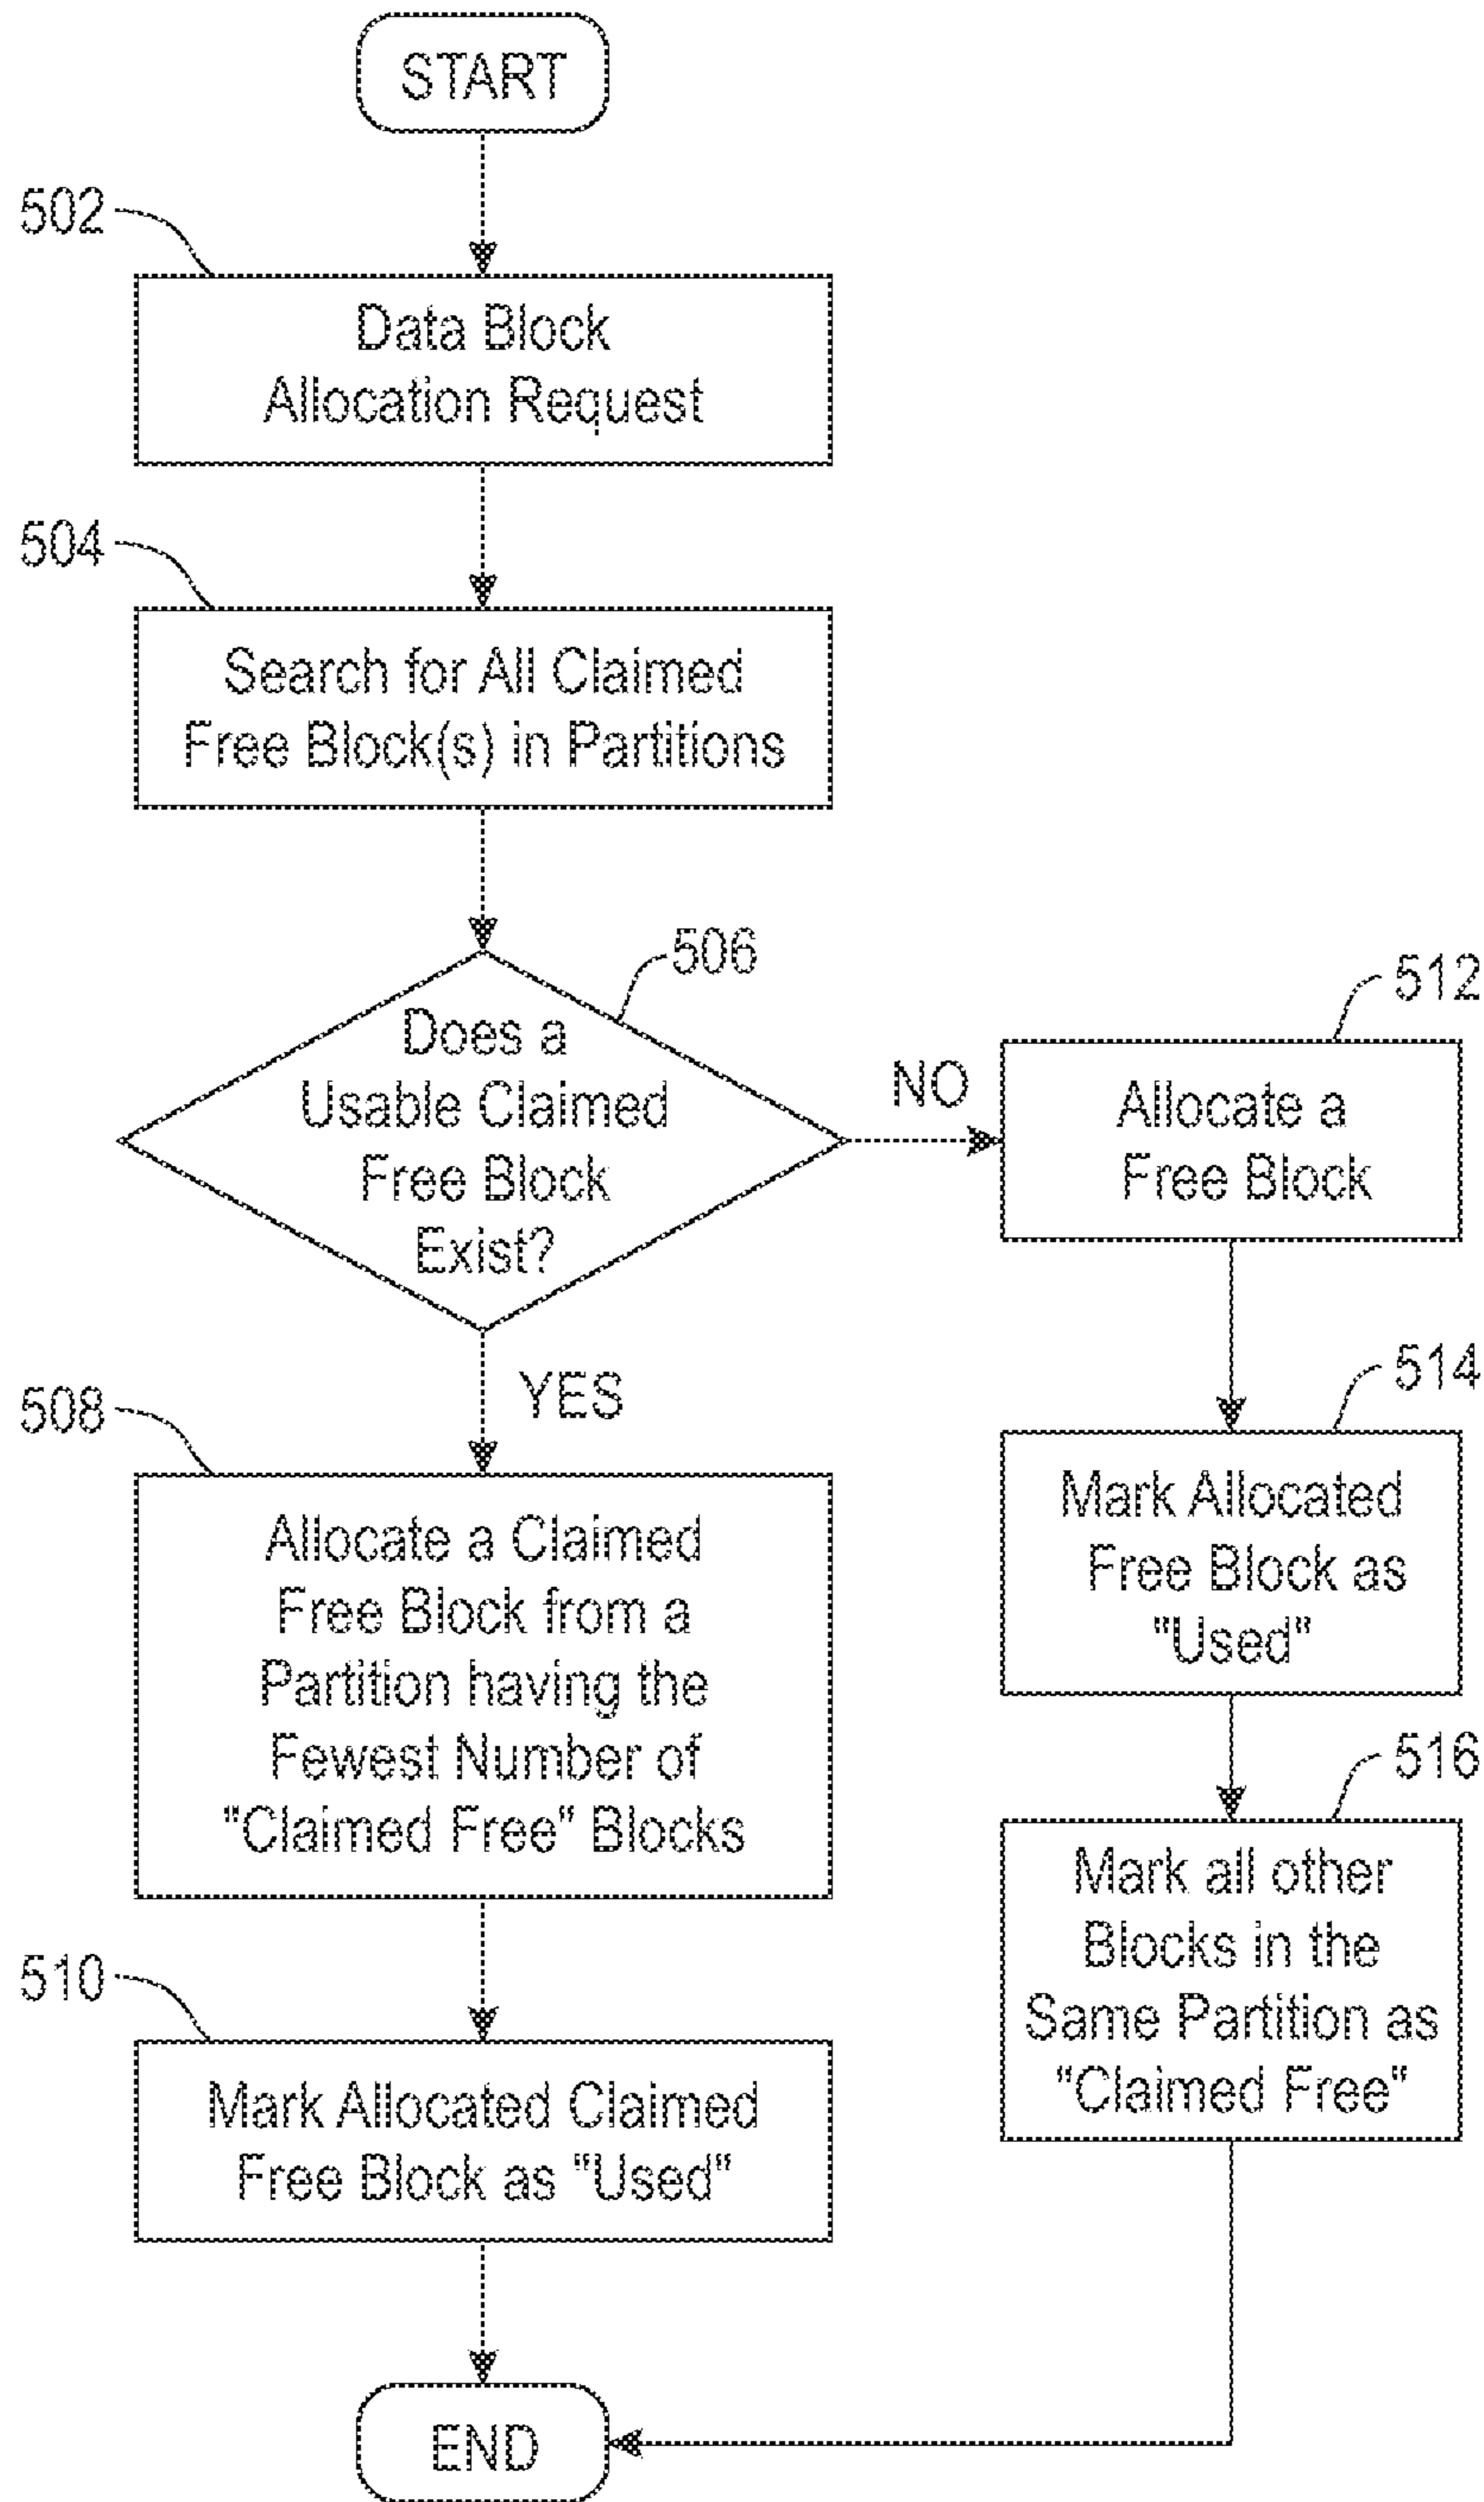 START
502
Data Block
Allocation Request
504
Search for All Claimed
Free Block(s) in Partitions
506
Does a
Usable Claimed
Free Block
Exist?
NO
512
Allocate a
Free Block
YES
508
Allocate a Claimed
Free Block from a
Partition having the
Fewest Number of
"Claimed Free" Blocks
514
Mark Allocated
Free Block as
"Used"
516
Mark all other
Blocks in the
Same Partition as
"Claimed Free"
510
Mark Allocated Claimed
Free Block as "Used"
END